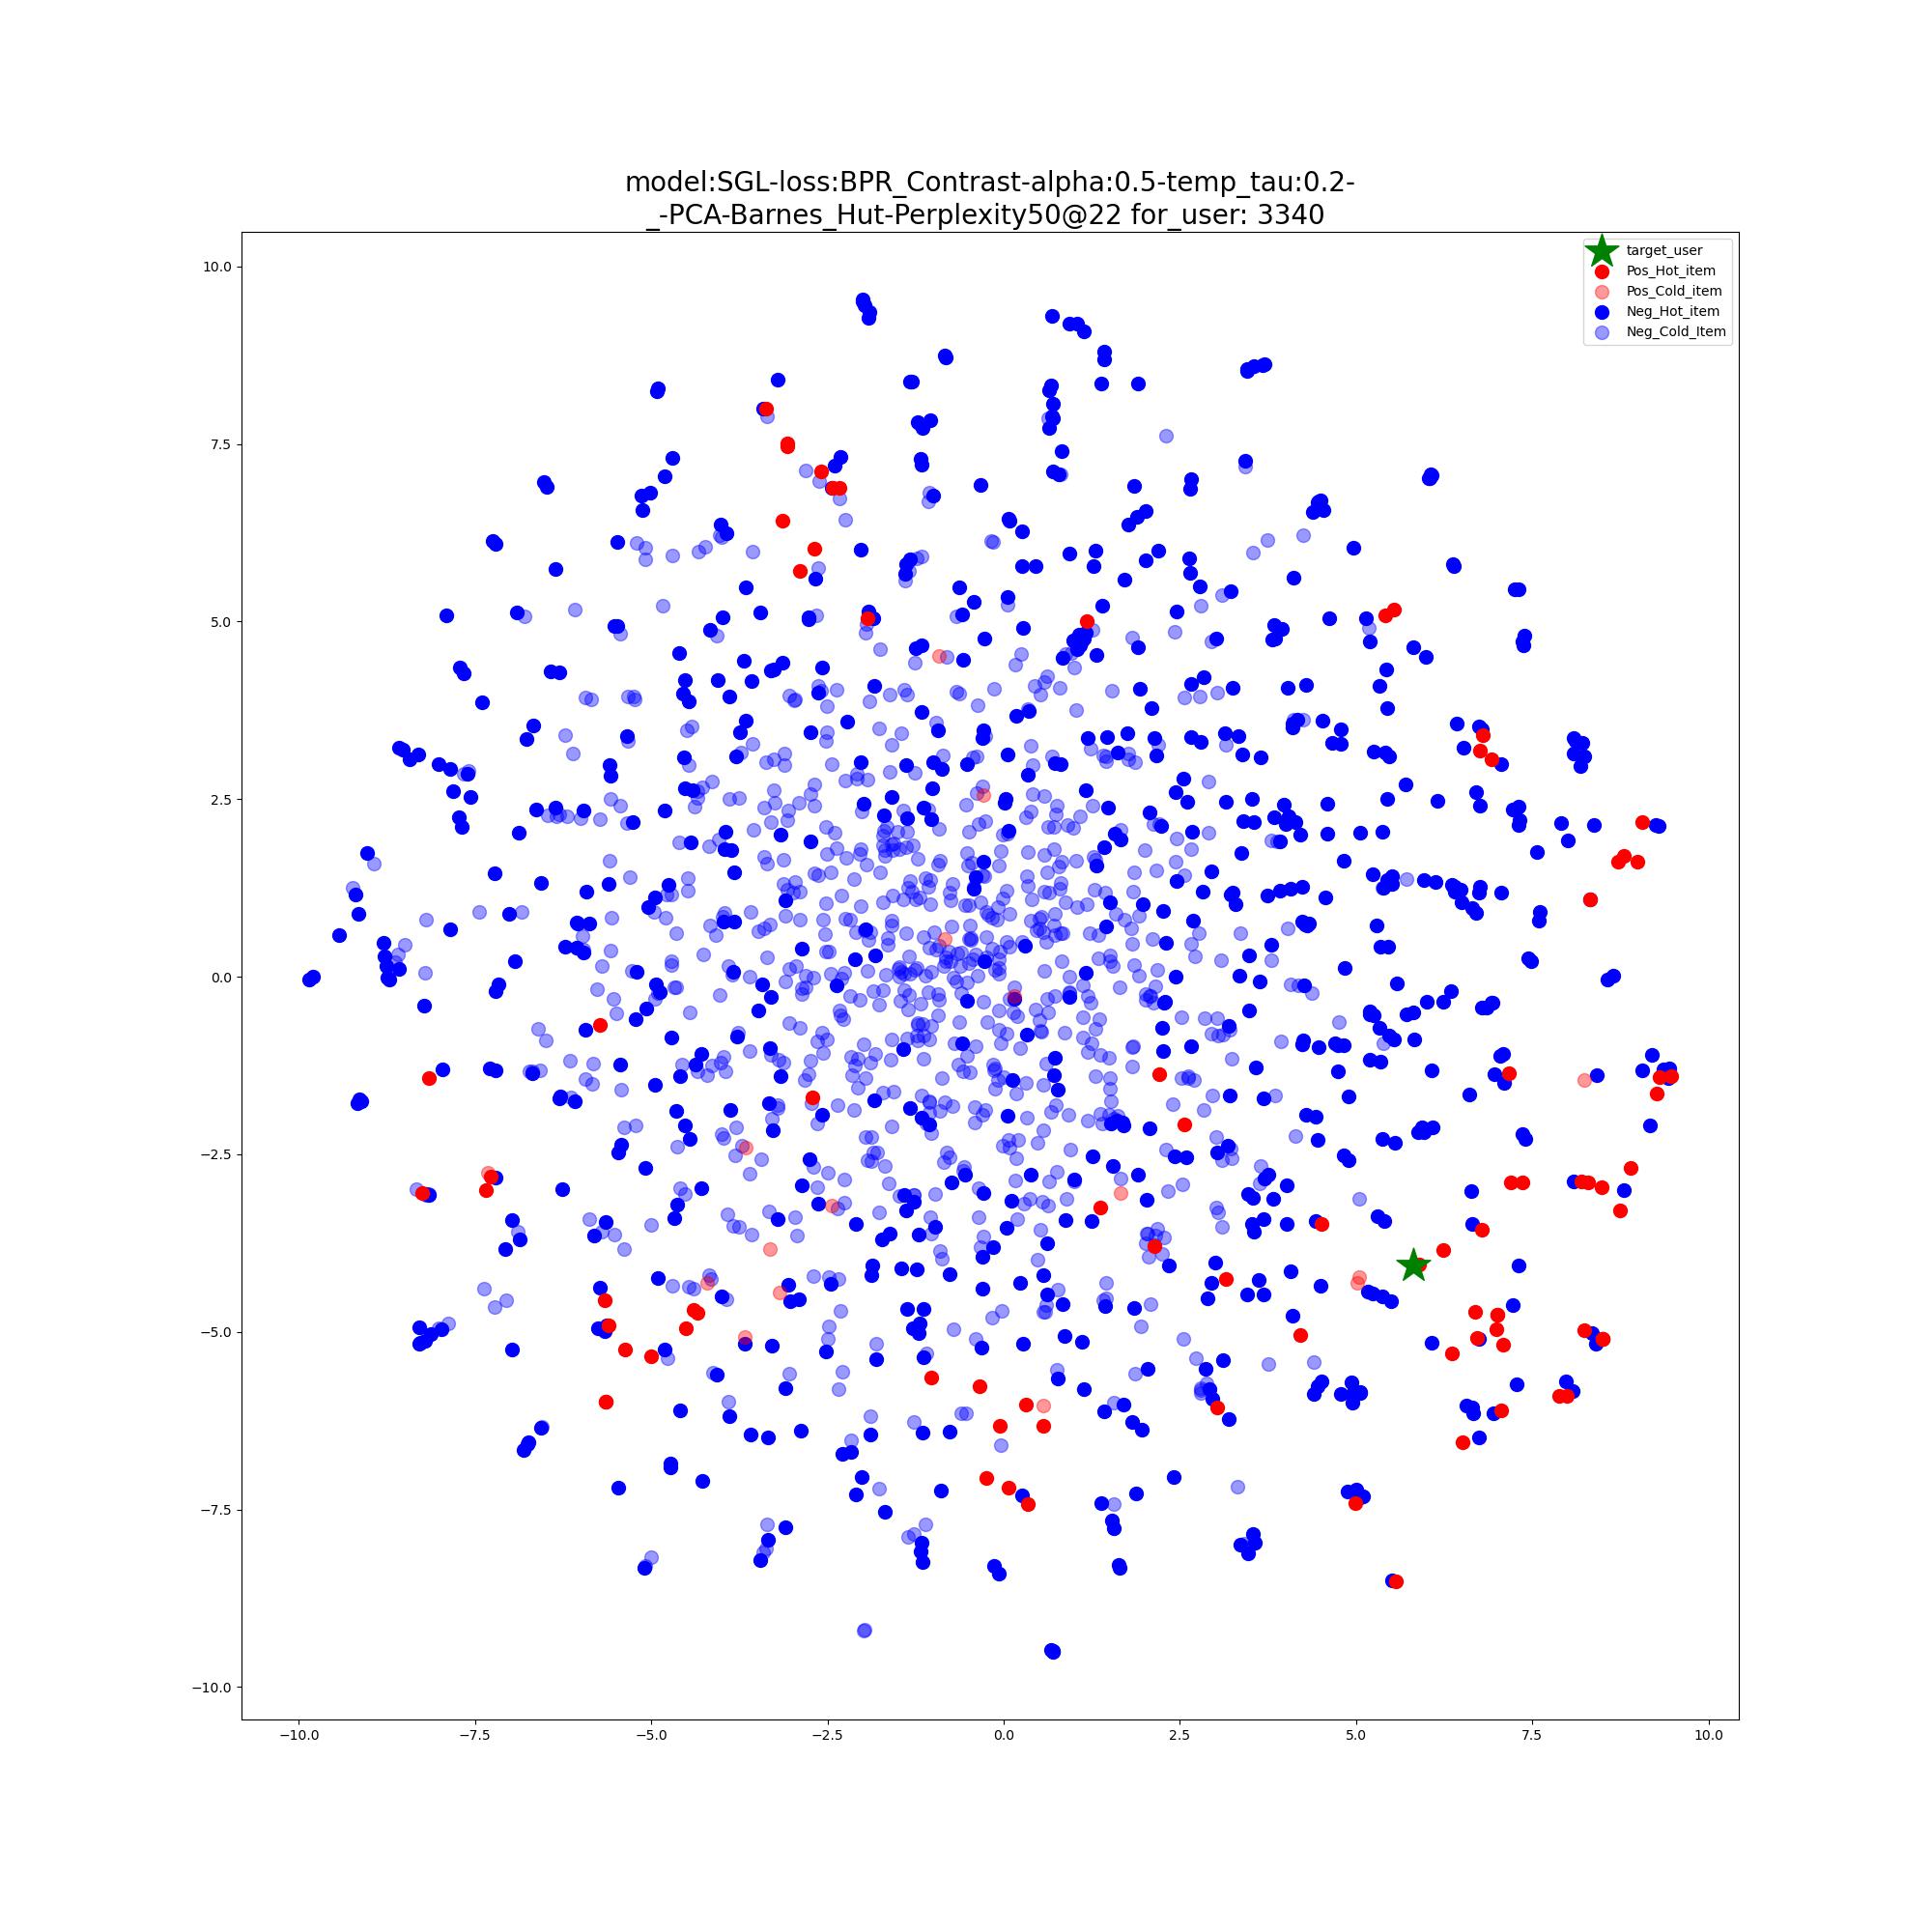 model:SGL-loss:BPR_Contrast-alpha:0.5-temp_tau:0.2-
_-PCA-Barnes_Hut-Perplexity50@22 for_user: 3340
target_user
Pos_Hot_item
Pos_Cold_item
Neg_Hot_item
Neg_Cold_Item
10.0
7.5
5.0
2.5
0.0
−2.5
−5.0
−7.5
−10.0
−10.0 −7.5 −5.0 −2.5 0.0 2.5 5.0 7.5 10.0